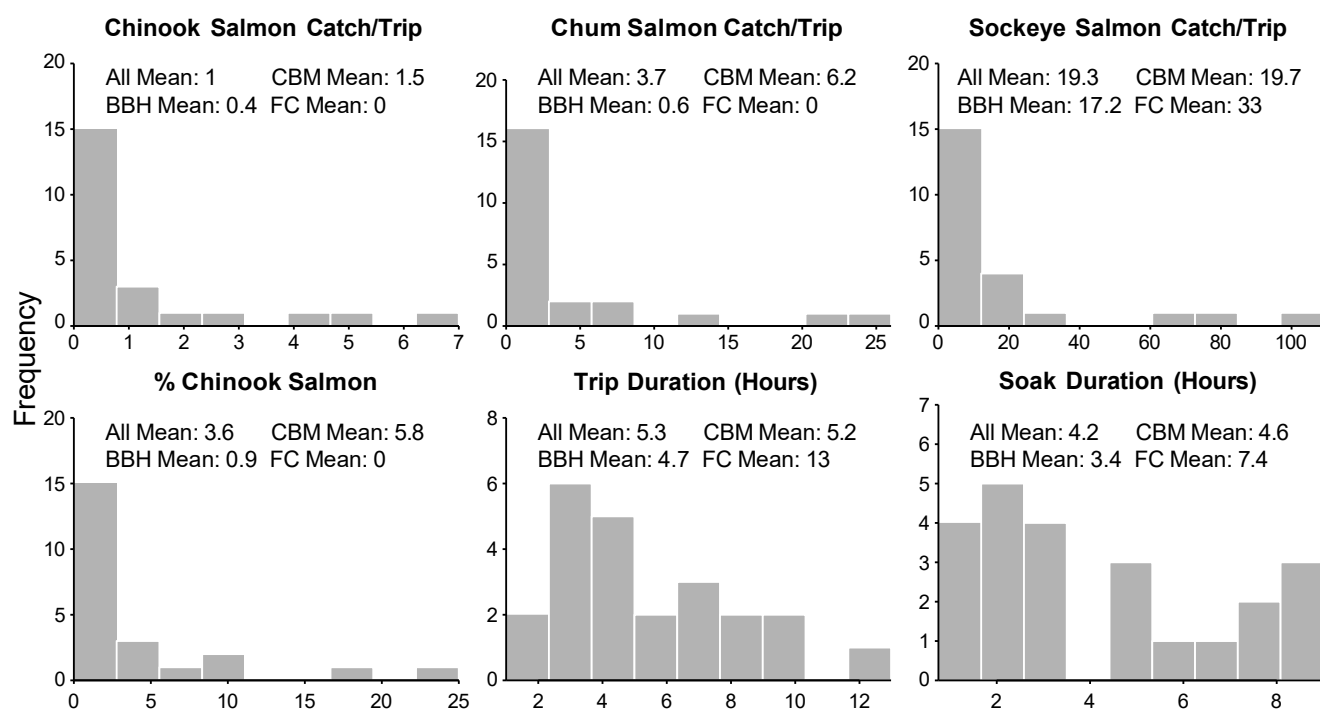 Chinook Salmon Catch/Trip
All Mean: 1 CBM Mean: 1.5
BBH Mean: 0.4 FC Mean: 0
20
15
10
5
0
0 1 2 3 4 5 6 7
Chum Salmon Catch/Trip
All Mean: 3.7 CBM Mean: 6.2
BBH Mean: 0.6 FC Mean: 0
20
15
10
5
0
0 5 10 15 20 25
Sockeye Salmon Catch/Trip
All Mean: 19.3 CBM Mean: 19.7
BBH Mean: 17.2 FC Mean: 33
20
15
10
5
0
0 20 40 60 80 100
Frequency
% Chinook Salmon
All Mean: 3.6 CBM Mean: 5.8
BBH Mean: 0.9 FC Mean: 0
20
15
10
5
0
0 5 10 15 20 25
Trip Duration (Hours)
All Mean: 5.3 CBM Mean: 5.2
BBH Mean: 4.7 FC Mean: 13
8
6
4
2
0
2 4 6 8 10 12
Soak Duration (Hours)
All Mean: 4.2 CBM Mean: 4.6
BBH Mean: 3.4 FC Mean: 7.4
7
6
5
4
3
2
1
0
2 4 6 8